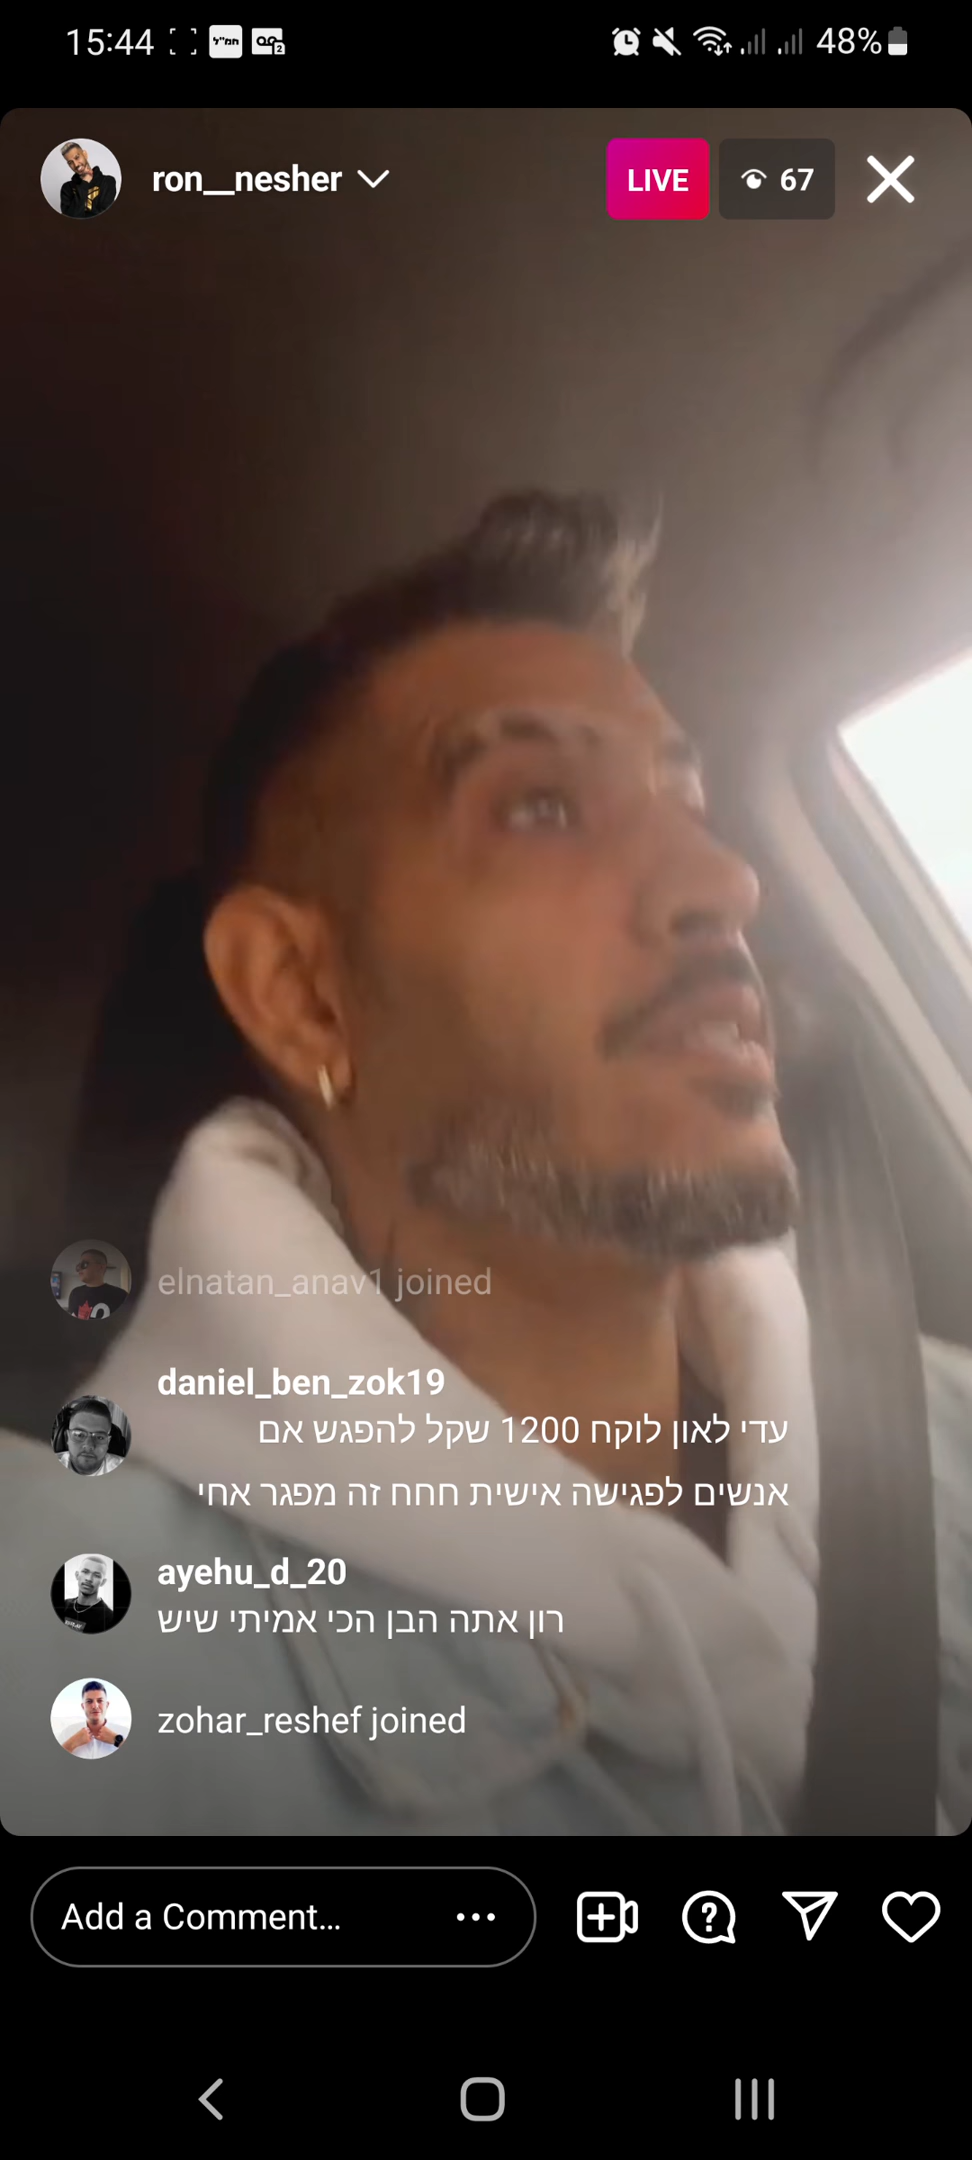 15:44
חמ"ל
48%
ron__nesher
LIVE
67
elnatan_anav1 joined
daniel_ben_zok19
עדי לאון לוקח 1200 שקל להפגש אם
אנשים לפגישה אישית חחח זה מפגר אחי
ayehu_d_20
רון אתה הבן הכי אמיתי שיש
zohar_reshef joined
Add a Comment...